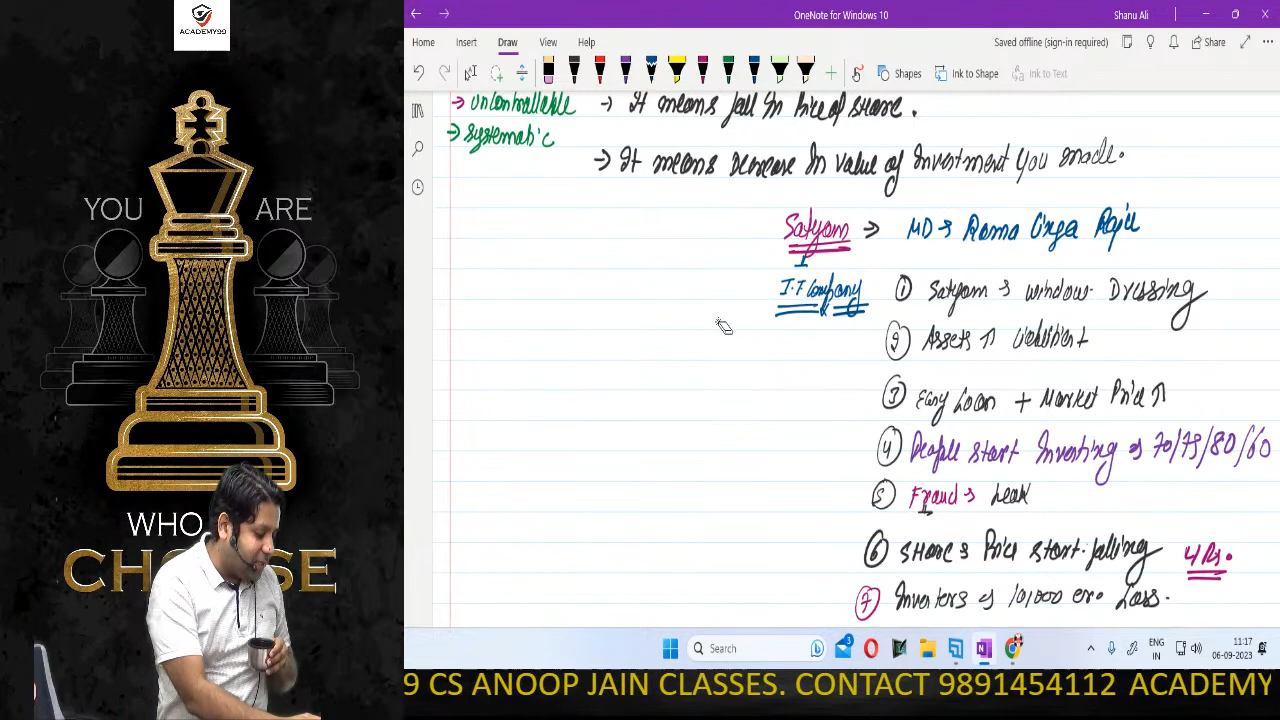 ACADEMY99
YOU ARE
WHO
CHOOSE
OneNote for Windows 10
Shanu Ali
Home Insert Draw View Help
Saved offline (sign-in required)
Share
Shapes
Ink to Shape
Ink to Text
→ Uncontrollable
→ Systematic
→ It means fall In Price of share.
→ It means Decrease In value of Investment you made.
Satyam → MD → Rama Linga Raju
I.T Company
① Satyam → window Dressing
② Assets ↑
③ Easy Loan + Market Price ↑
④ People start Investing → 70/75/80/60
⑤ Fraud → Leak
⑥ SHare → Price start falling 4 Rs.
⑦ Investors → 10,000 cro Loss.
Search
ENG
IN
11:17
06-09-2023
9 CS ANOOP JAIN CLASSES. CONTACT 9891454112 ACADEMY